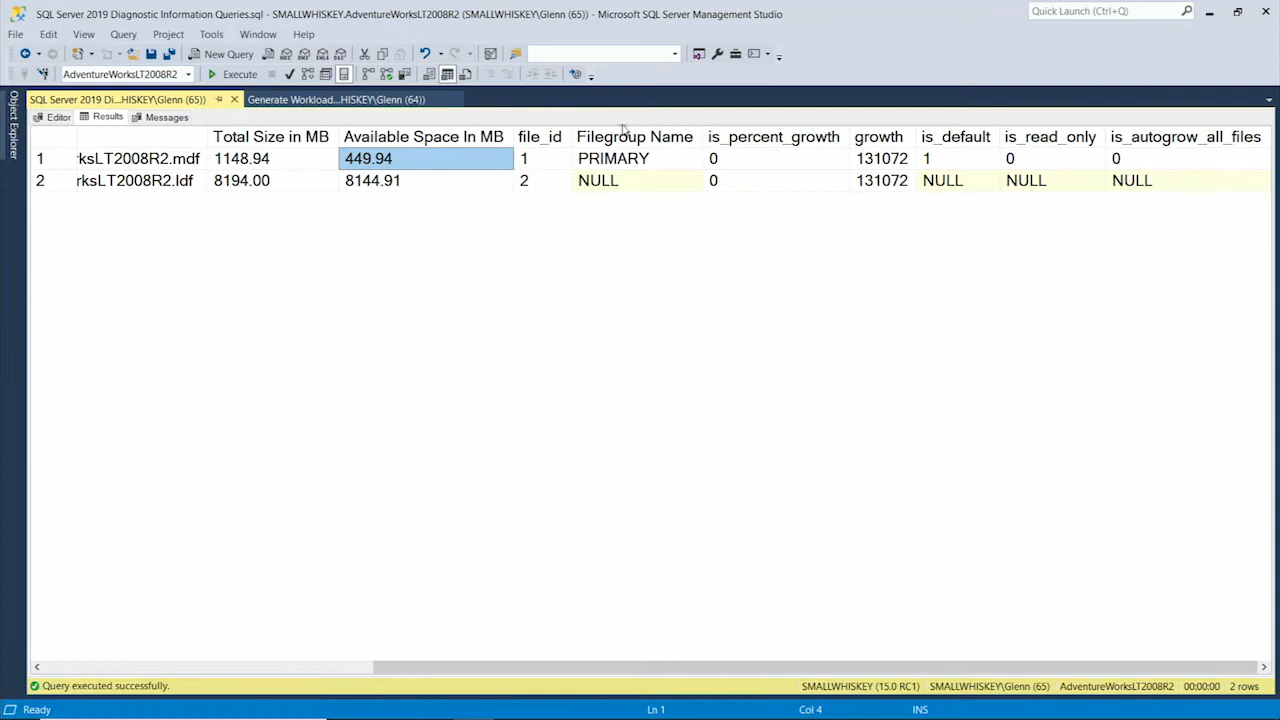 SQL Server 2019 Diagnostic Information Queries.sql - SMALLWHISKEY.AdventureWorksLT2008R2 (SMALLWHISKEY\Glenn (65)) - Microsoft SQL Server Management Studio
Quick Launch (Ctrl+Q)
File Edit View Query Project Tools Window Help
New Query
AdventureWorksLT2008R2 Execute
Object Explorer
SQL Server 2019 Di...HISKEY\Glenn (65)) Generate Workload...HISKEY\Glenn (64))
Editor Results Messages
Total Size in MB Available Space In MB file_id Filegroup Name is_percent_growth growth is_default is_read_only is_autogrow_all_files
1 rksLT2008R2.mdf 1148.94 449.94 1 PRIMARY 0 131072 1 0 0
2 rksLT2008R2.ldf 8194.00 8144.91 2 NULL 0 131072 NULL NULL NULL
Query executed successfully. SMALLWHISKEY (15.0 RC1) SMALLWHISKEY\Glenn (65) AdventureWorksLT2008R2 00:00:00 2 rows
Ready Ln 1 Col 4 INS